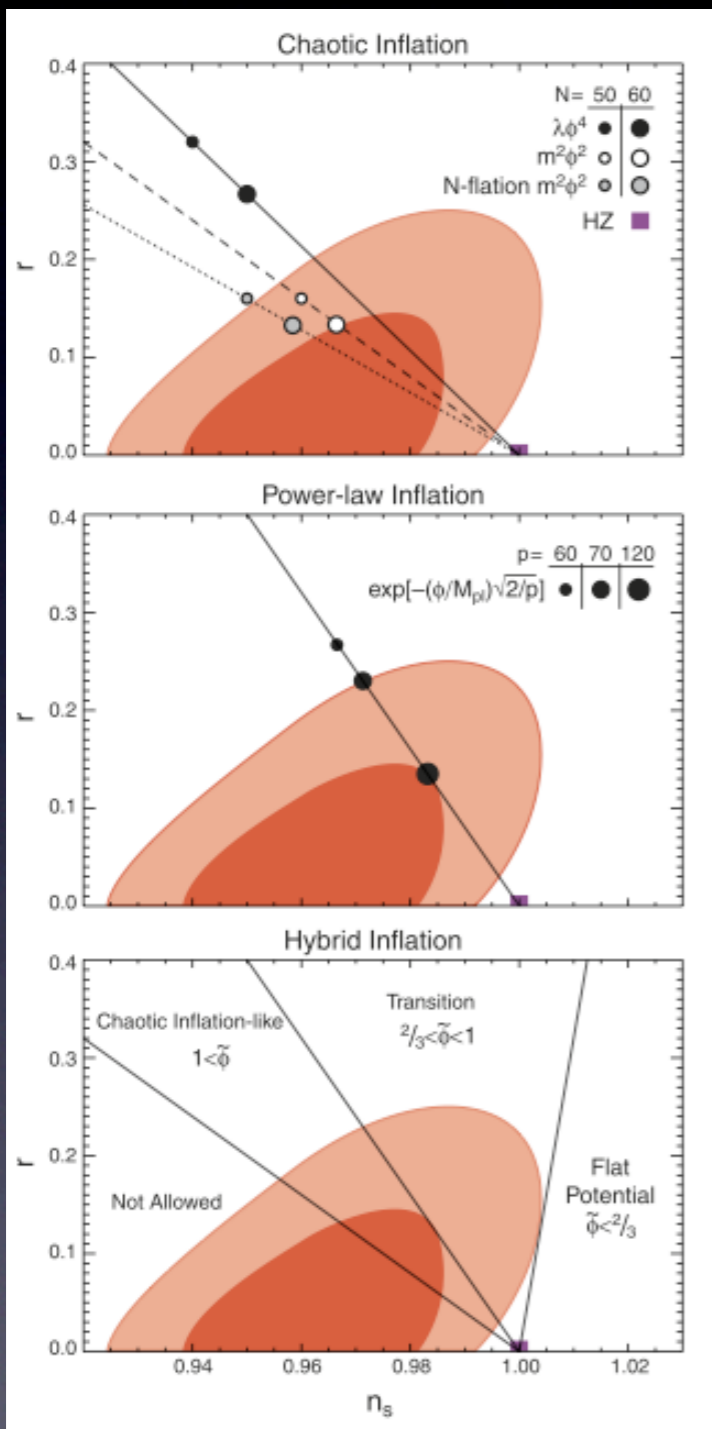 Chaotic Inflation
0.4
N= 50 60
λϕ⁴
0.3
m²ϕ²
N-flation m²ϕ²
HZ
r
0.2
0.1
0.0
Power-law Inflation
0.4
p= 60 70 120
exp[−(ϕ/Mpl)√2/p]
0.3
r
0.2
0.1
0.0
Hybrid Inflation
0.4
Transition
Chaotic Inflation-like
²/₃<ϕ̃<1
1<ϕ̃
0.3
r
0.2
Flat
Not Allowed
Potential
ϕ̃<²/₃
0.1
0.0
0.94 0.96 0.98 1.00 1.02
nₛ